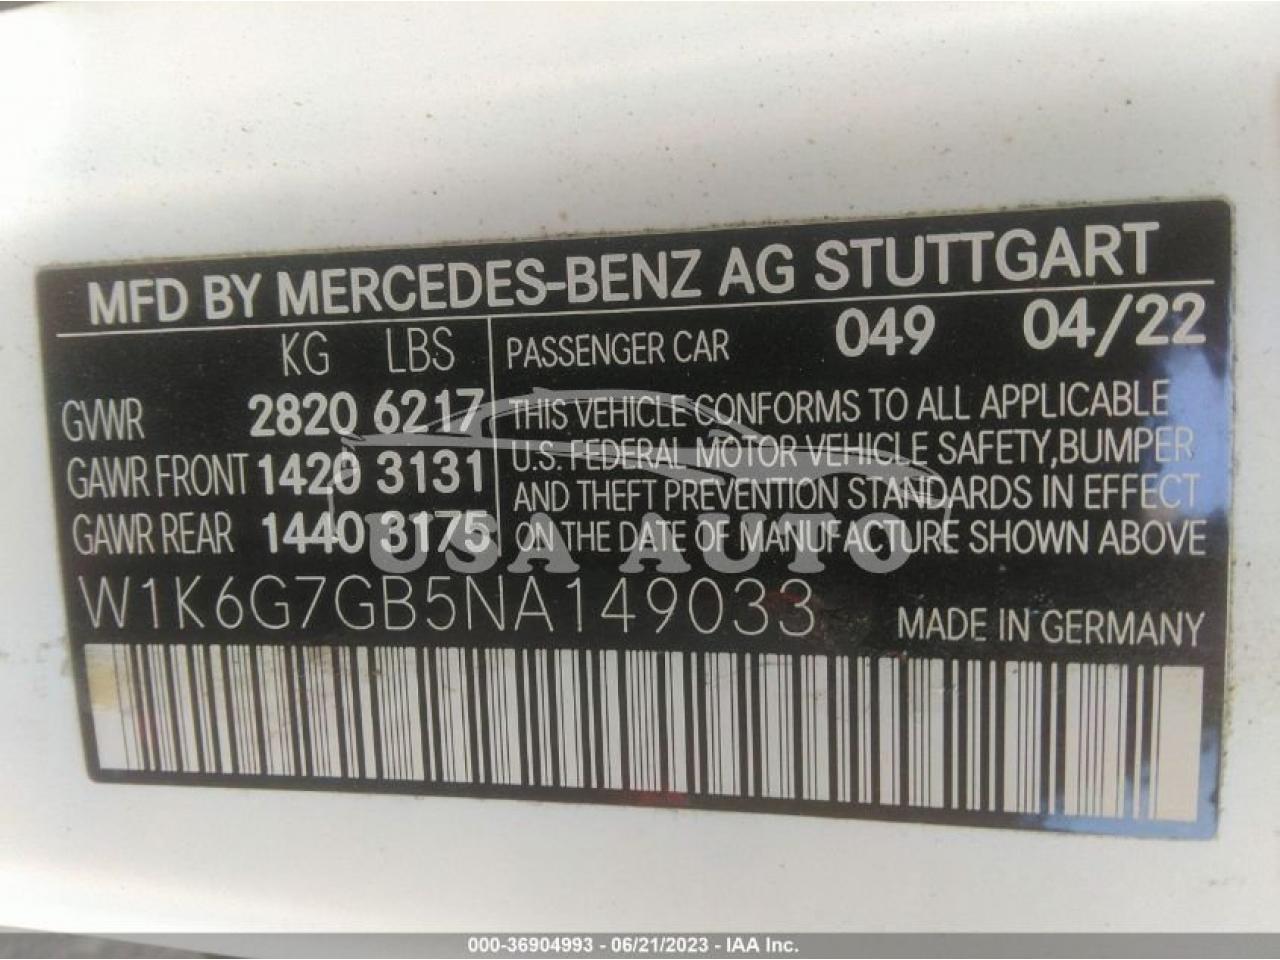 MFD BY MERCEDES-BENZ AG STUTTGART
KG LBS PASSENGER CAR 049 04/22
GVWR 2820 6217 THIS VEHICLE CONFORMS TO ALL APPLICABLE
GAWR FRONT 1420 3131 U.S. FEDERAL MOTOR VEHICLE SAFETY, BUMPER
AND THEFT PREVENTION STANDARDS IN EFFECT
GAWR REAR 1440 3175 ON THE DATE OF MANUFACTURE SHOWN ABOVE
USA AUTO
W1K6G7GB5NA149033 MADE IN GERMANY
000-36904993 - 06/21/2023 - IAA Inc.